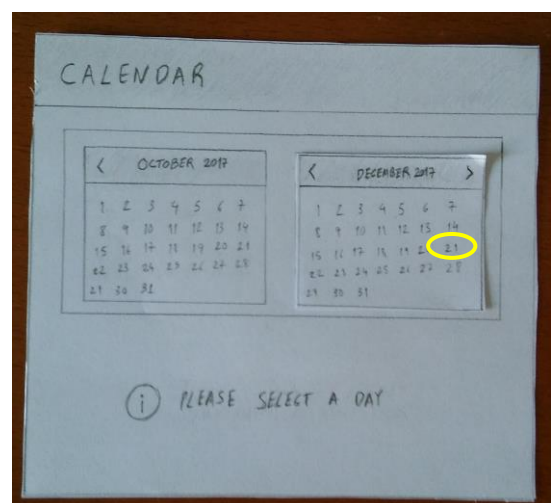 CALENDAR
< OCTOBER 2017
1 2 3 4 5 6 7
8 9 10 11 12 13 14
15 16 17 18 19 20 21
22 23 24 25 26 27 28
29 30 31
< DECEMBER 2017 >
1 2 3 4 5 6 7
8 9 10 11 12 13 14
15 16 17 18 19 2 21
22 23 24 25 26 27 28
29 30 31
i PLEASE SELECT A DAY